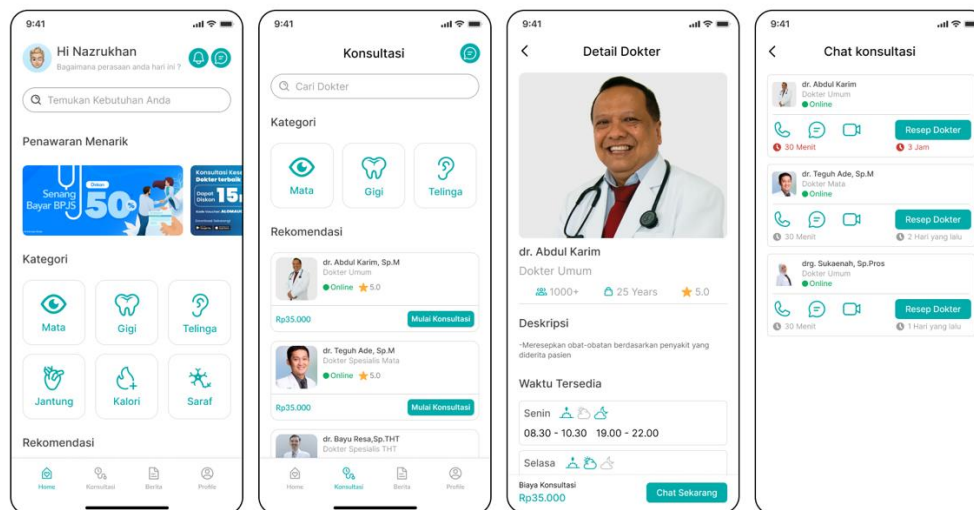 9:41
Hi Nazrukhan
Bagaimana perasaan anda hari ini ?
Temukan Kebutuhan Anda
Penawaran Menarik
Senang
Bayar BPJS
Diskon
50%
Konsultasi Kese
Dokter terbaik
Dapat
Diskon
15,
Kategori
Mata
Gigi
Telinga
Jantung
Kalori
Saraf
Rekomendasi
Home
Konsultasi
Berita
Profile
9:41
Konsultasi
Cari Dokter
Kategori
Mata
Gigi
Telinga
Rekomendasi
dr. Abdul Karim, Sp.M
Dokter Umum
Online 5.0
Rp35.000
Mulai Konsultasi
dr. Teguh Ade, Sp.M
Dokter Spesialis Mata
Online 5.0
Rp35.000
Mulai Konsultasi
dr. Bayu Resa,Sp.THT
Dokter Spesialis THT
Home
Konsultasi
Berita
Profile
9:41
Detail Dokter
dr. Abdul Karim
Dokter Umum
1000+ 25 Years 5.0
Deskripsi
-Meresepkan obat-obatan berdasarkan penyakit yang
diderita pasien
Waktu Tersedia
Senin
08.30 - 10.30 19.00 - 22.00
Selasa
Biaya Konsultasi
Rp35.000
Chat Sekarang
9:41
Chat konsultasi
dr. Abdul Karim
Dokter Umum
Online
Resep Dokter
30 Menit
3 Jam
dr. Teguh Ade, Sp.M
Dokter Mata
Online
Resep Dokter
30 Menit
2 Hari yang lalu
drg. Sukaenah, Sp.Pros
Dokter Umum
Online
Resep Dokter
30 Menit
1 Hari yang lalu